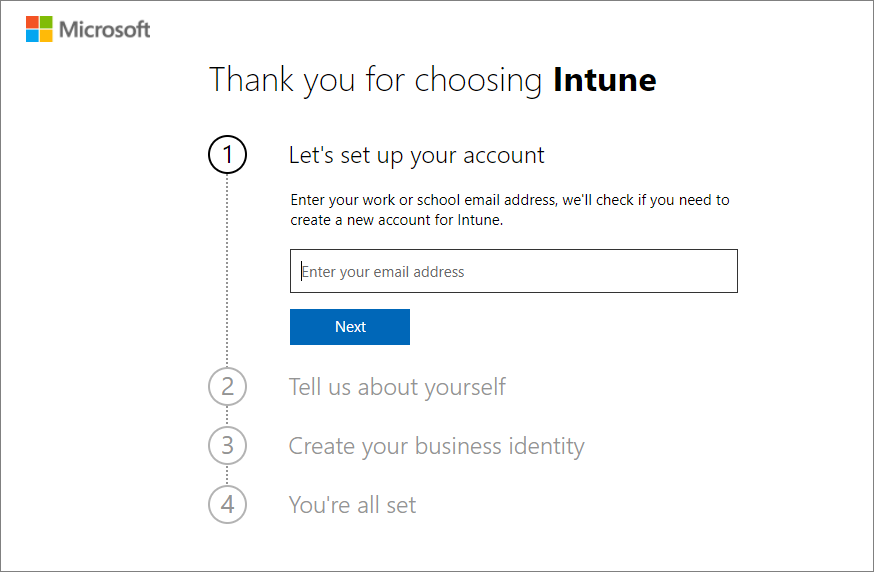 Microsoft
Thank you for choosing Intune
1 Let's set up your account
Enter your work or school email address, we'll check if you need to
create a new account for Intune.
Enter your email address
Next
2 Tell us about yourself
3 Create your business identity
4 You're all set